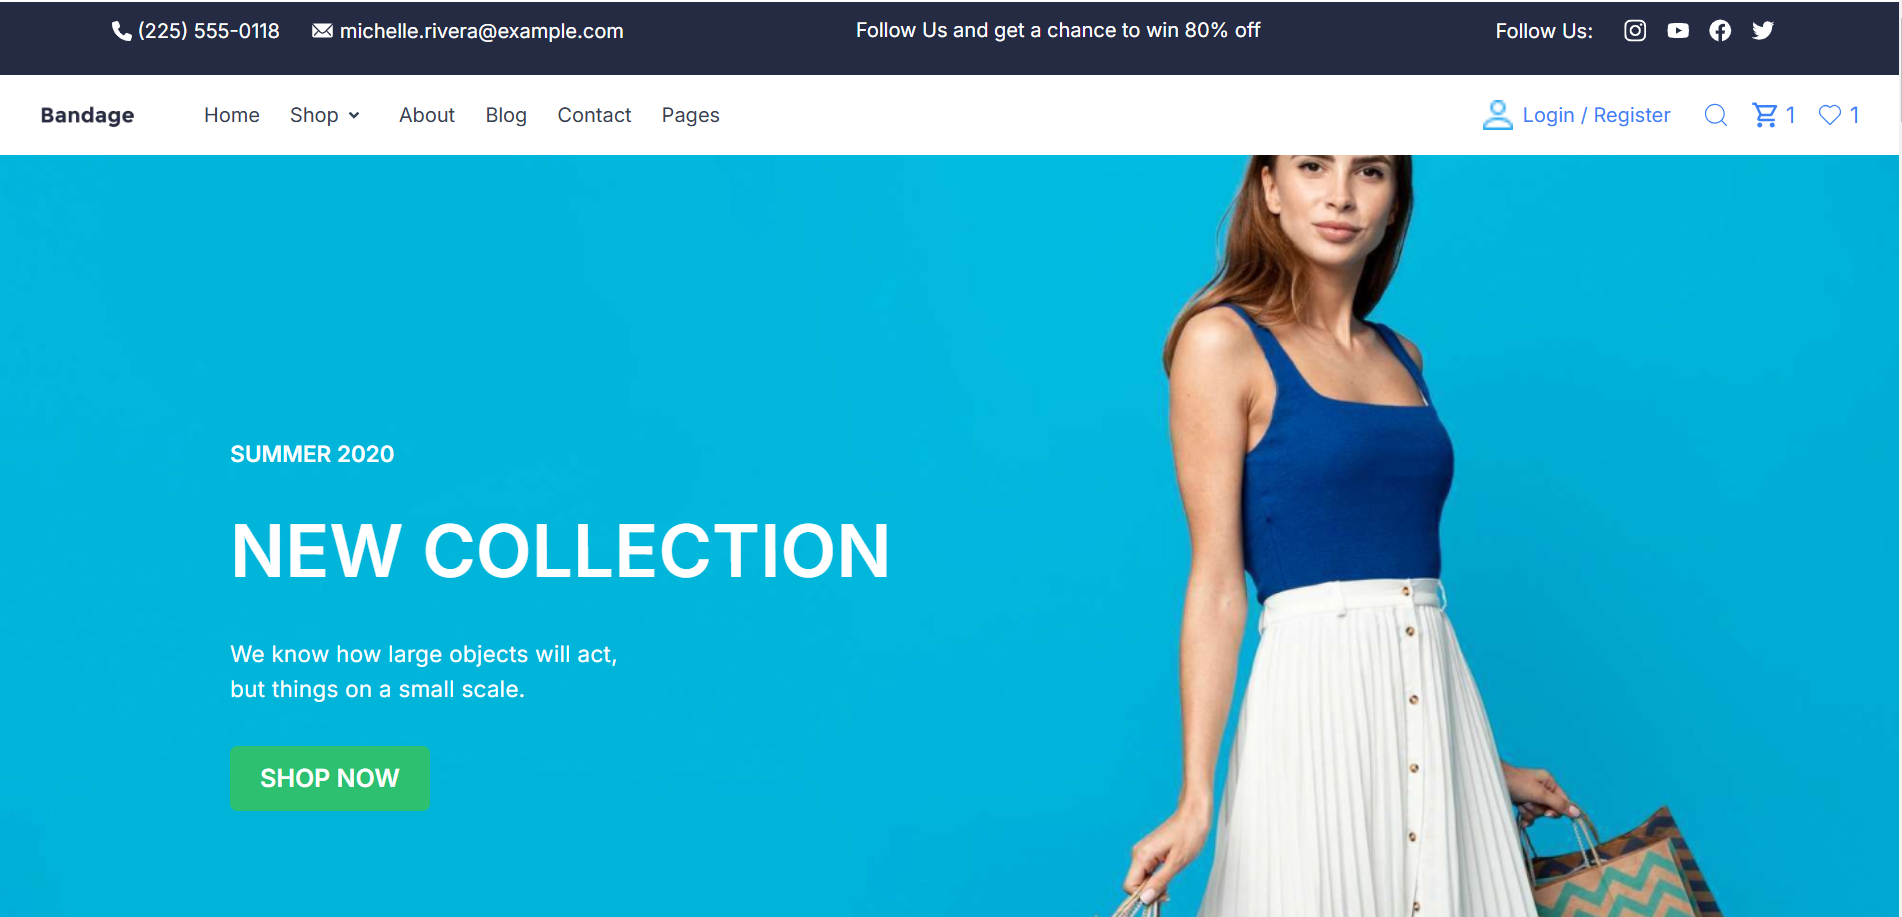 (225) 555-0118 michelle.rivera@example.com Follow Us and get a chance to win 80% off Follow Us:
Bandage Home Shop About Blog Contact Pages Login / Register 1 1
SUMMER 2020
NEW COLLECTION
We know how large objects will act,
but things on a small scale.
SHOP NOW